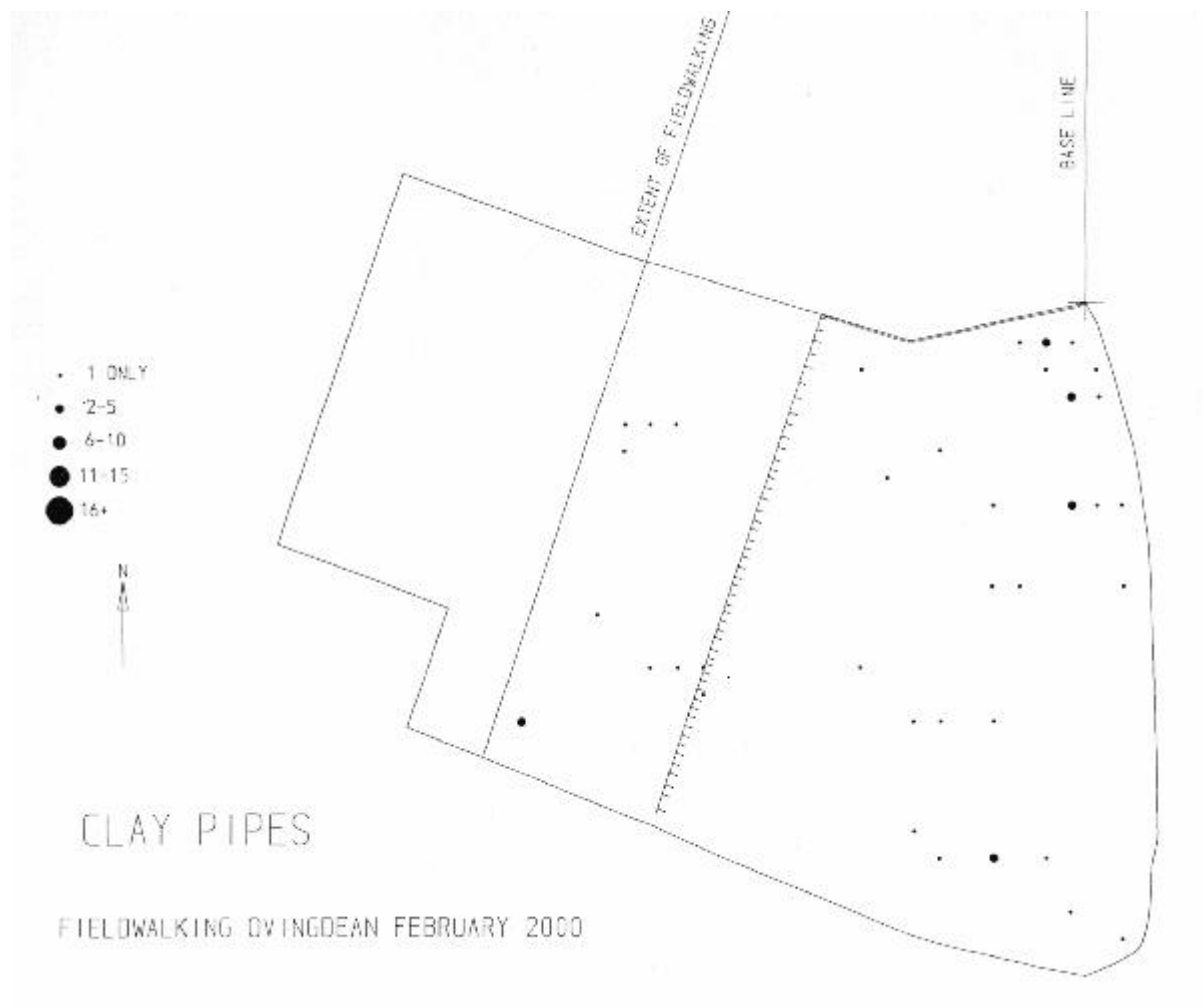 EXTENT OF FIELDWALKING
BASE LINE
1 ONLY
2-5
6-10
11-15
16+
N
CLAY PIPES
FIELDWALKING OVINGDEAN FEBRUARY 2000